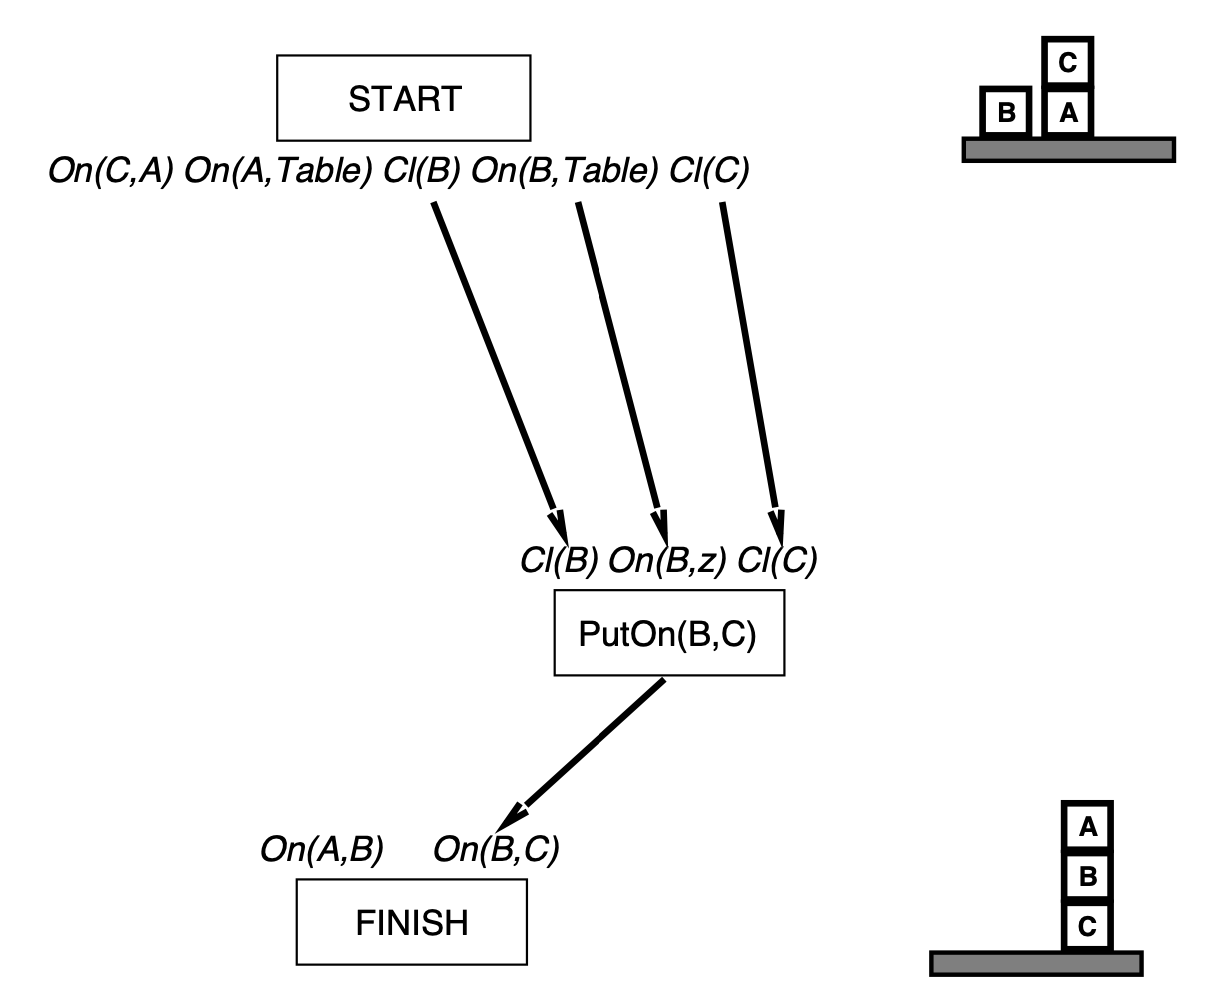 START
C
B A
On(C,A) On(A,Table) Cl(B) On(B,Table) Cl(C)
Cl(B) On(B,z) Cl(C)
PutOn(B,C)
On(A,B) On(B,C)
FINISH
A
B
C